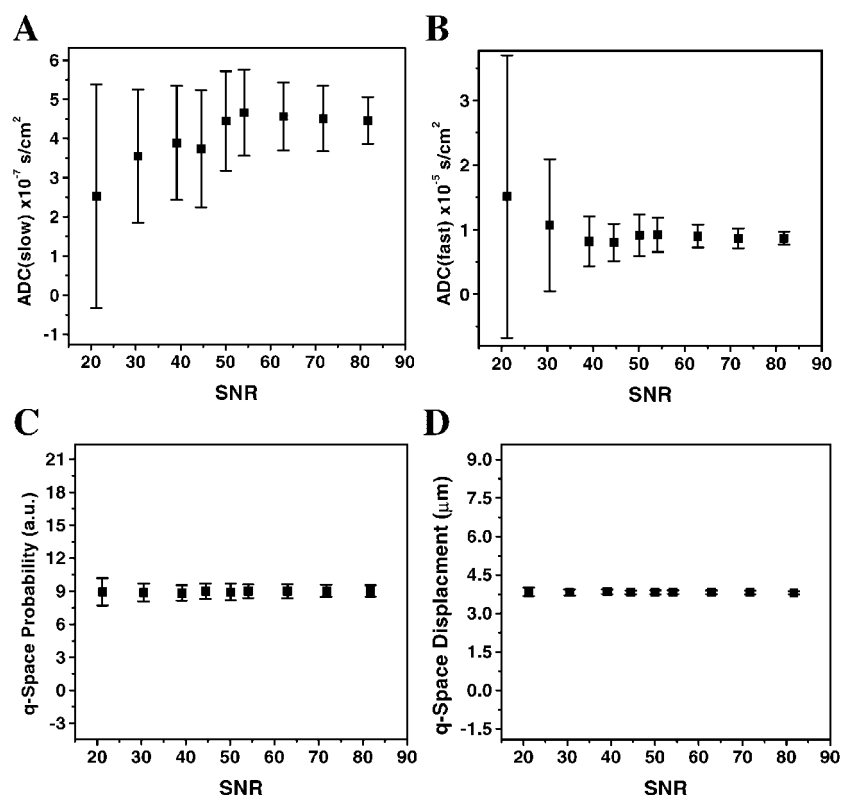 A
ADC(slow) x10⁻⁷ s/cm²
6
5
4
3
2
1
0
-1
20 30 40 50 60 70 80 90
SNR
B
ADC(fast) x10⁻⁵ s/cm²
3
2
1
0
20 30 40 50 60 70 80 90
SNR
C
q-Space Probability (a.u.)
21
18
15
12
9
6
3
0
-3
20 30 40 50 60 70 80 90
SNR
D
q-Space Displacment (μm)
9.0
7.5
6.0
4.5
3.0
1.5
0.0
-1.5
20 30 40 50 60 70 80 90
SNR